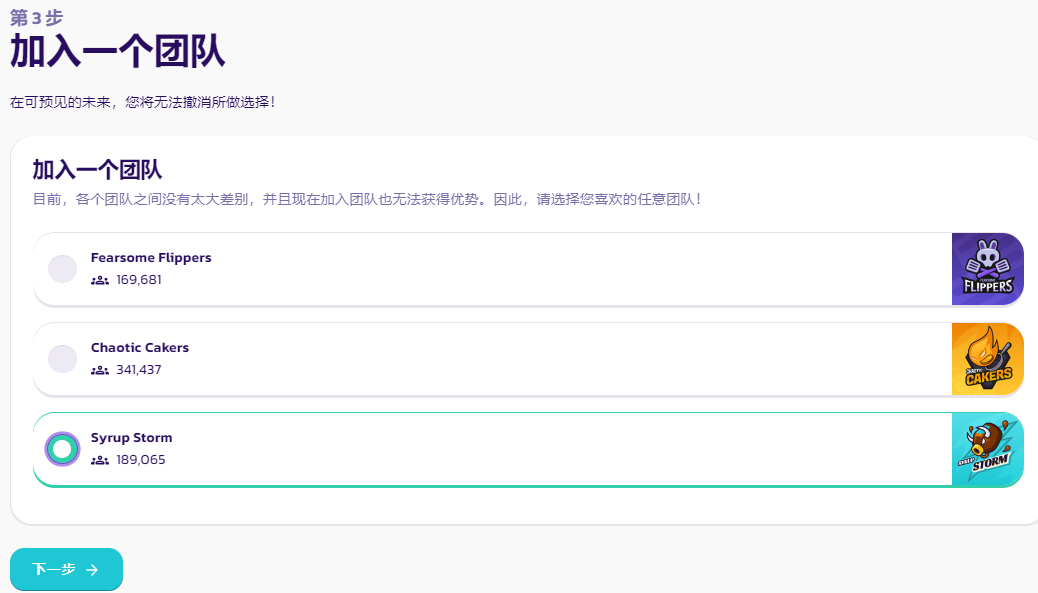 第 3 步
加入一个团队
在可预见的未来，您将无法撤消所做选择！
加入一个团队
目前，各个团队之间没有太大差别，并且现在加入团队也无法获得优势。因此，请选择您喜欢的任意团队！
Fearsome Flippers
169,681
FEARSOME
FLIPPERS
Chaotic Cakers
341,437
CHAOTIC
CAKERS
Syrup Storm
189,065
SYRUP
STORM
下一步 →